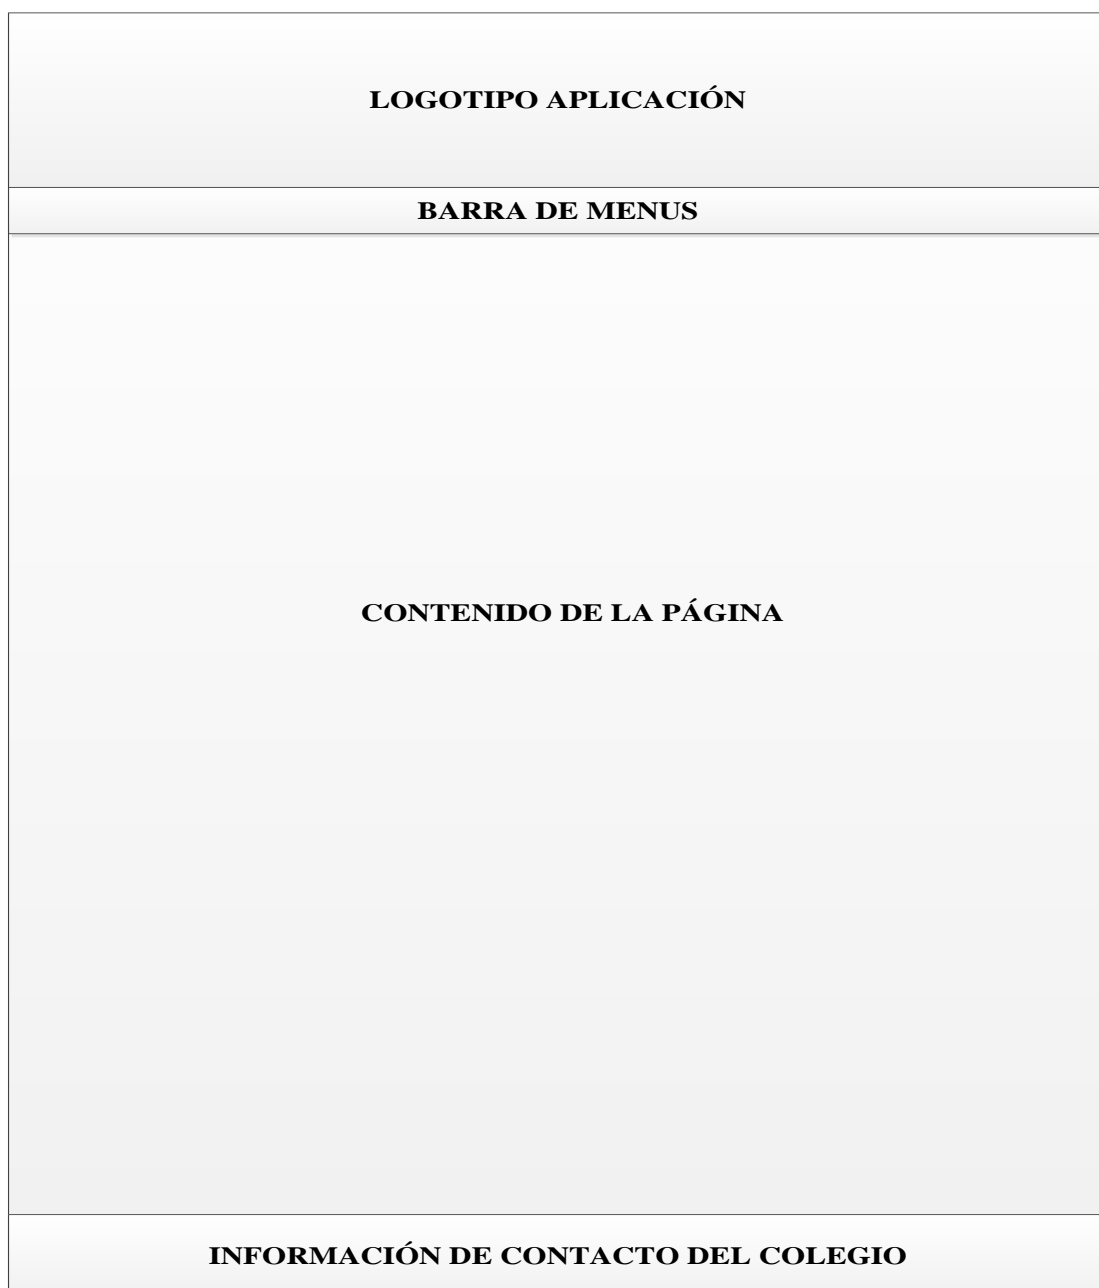 LOGOTIPO APLICACIÓN
BARRA DE MENUS
CONTENIDO DE LA PÁGINA
INFORMACIÓN DE CONTACTO DEL COLEGIO